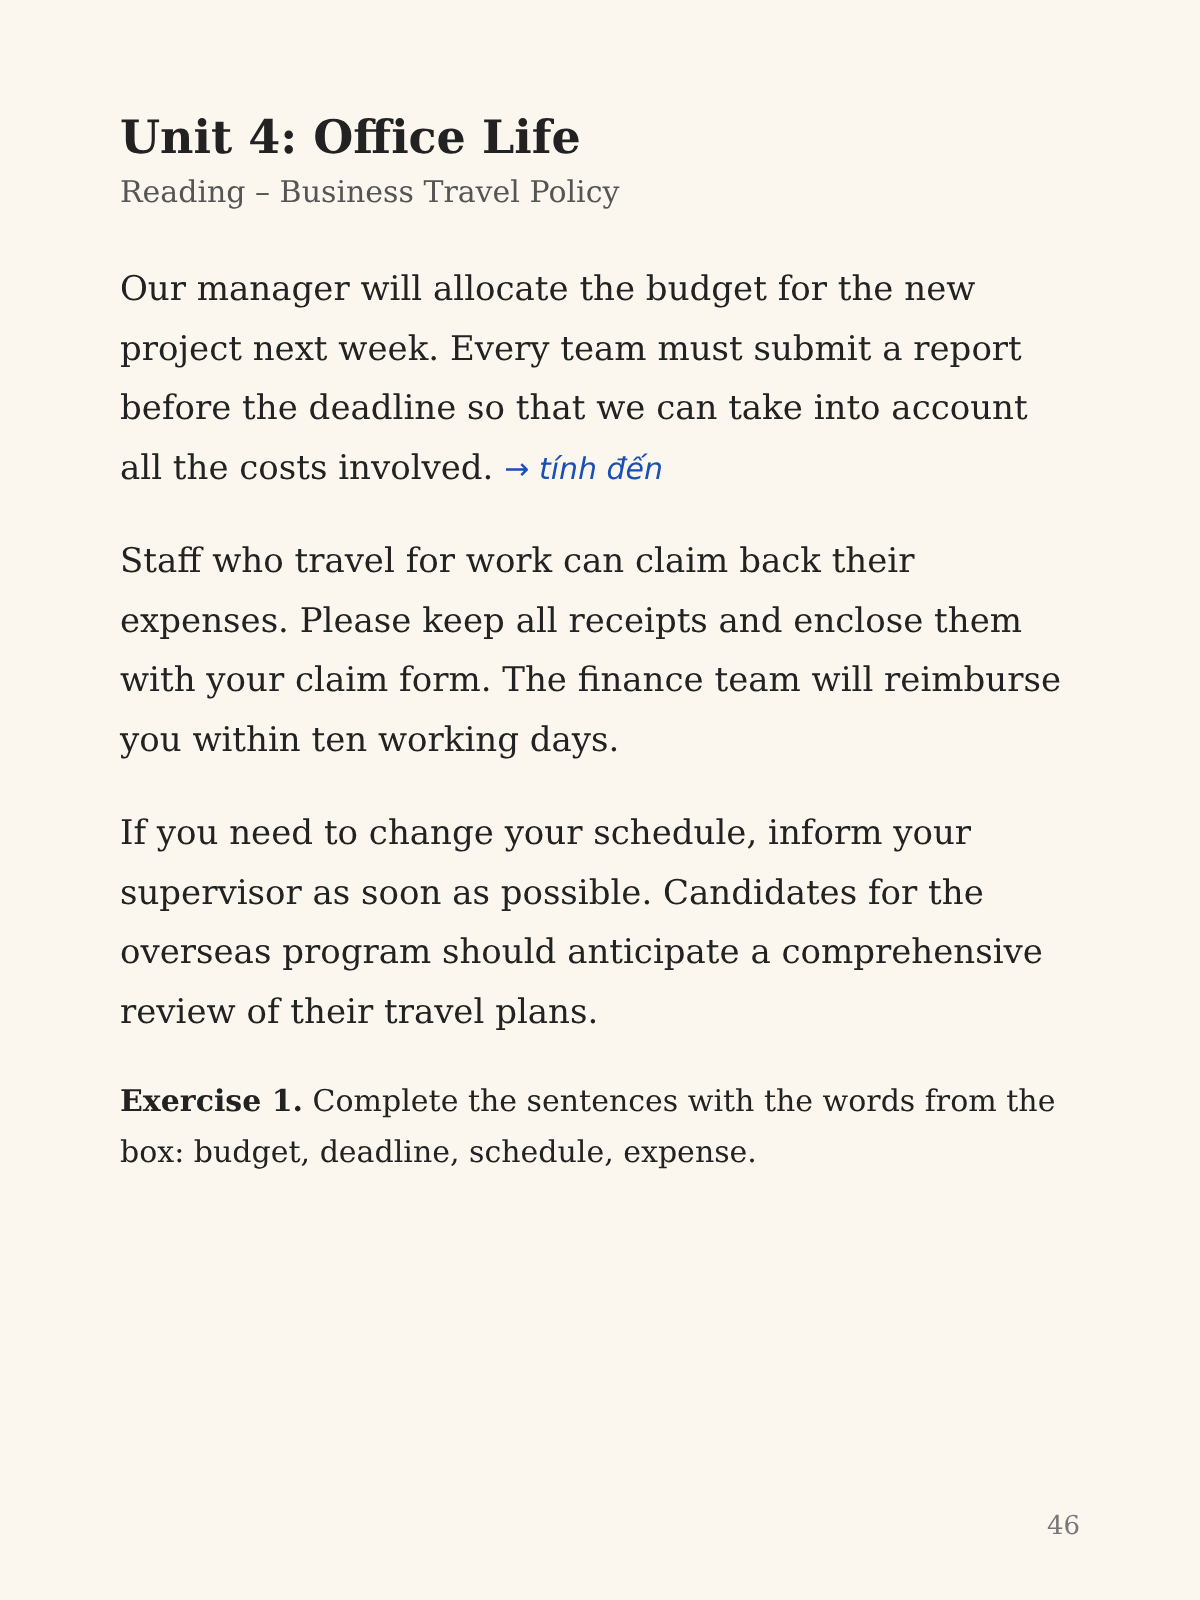 Unit 4: Office Life
Reading – Business Travel Policy
Our manager will allocate the budget for the new
project next week. Every team must submit a report
before the deadline so that we can take into account
all the costs involved. → tính đến
Staff who travel for work can claim back their
expenses. Please keep all receipts and enclose them
with your claim form. The finance team will reimburse
you within ten working days.
If you need to change your schedule, inform your
supervisor as soon as possible. Candidates for the
overseas program should anticipate a comprehensive
review of their travel plans.
Exercise 1. Complete the sentences with the words from the
box: budget, deadline, schedule, expense.
46